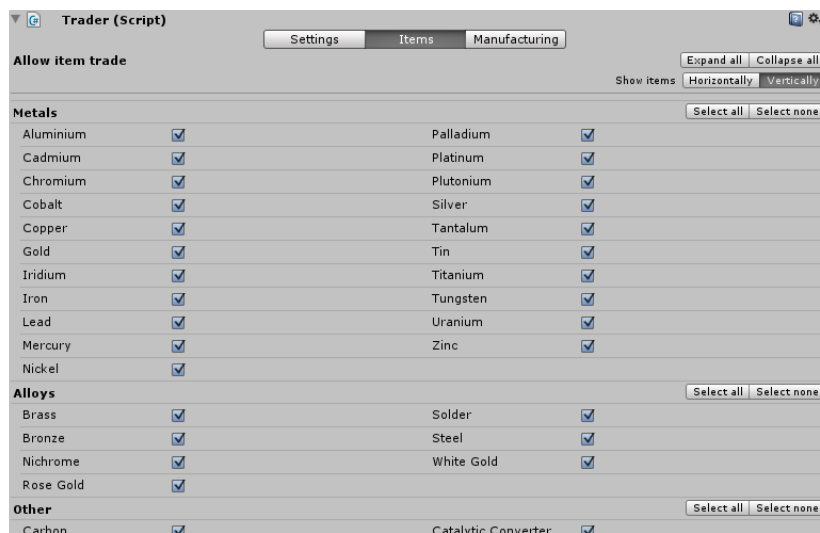 Trader (Script)
Settings Items Manufacturing
Allow item trade Expand all Collapse all
Show items Horizontally Vertically
Metals Select all Select none
Aluminium Palladium
Cadmium Platinum
Chromium Plutonium
Cobalt Silver
Copper Tantalum
Gold Tin
Iridium Titanium
Iron Tungsten
Lead Uranium
Mercury Zinc
Nickel
Alloys Select all Select none
Brass Solder
Bronze Steel
Nichrome White Gold
Rose Gold
Other Select all Select none
Carbon Catalytic Converter